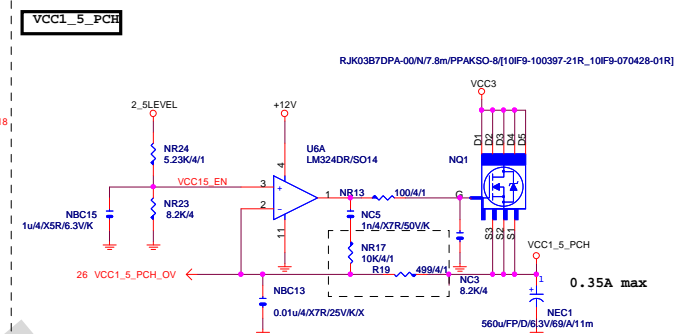 VCC1_5_PCH
RJK03B7DPA-00/N/7.8m/PPAKSO-8/[10IF9-100397-21R_10IF9-070428-01R]
VCC3
2_5LEVEL
+12V
18
D1
D2
D3
D4
D5
NR24
5.23K/4/1
U6A
LM324DR/SO14
NQ1
4
VCC15_EN
3
+
1
NR13
100/4/1
G
2
-
NR23
8.2K/4
NBC15
1u/4/X5R/6.3V/K
11
NC5
1n/4/X7R/50V/K
S3
S2
S1
NR17
10K/4/1
VCC1_5_PCH
26 VCC1_5_PCH_OV
R19
499/4/1
NC3
8.2K/4
1
0.35A max
NBC13
0.01u/4/X7R/25V/K/X
+
NEC1
560u/FP/D/6.3V/69/A/11m